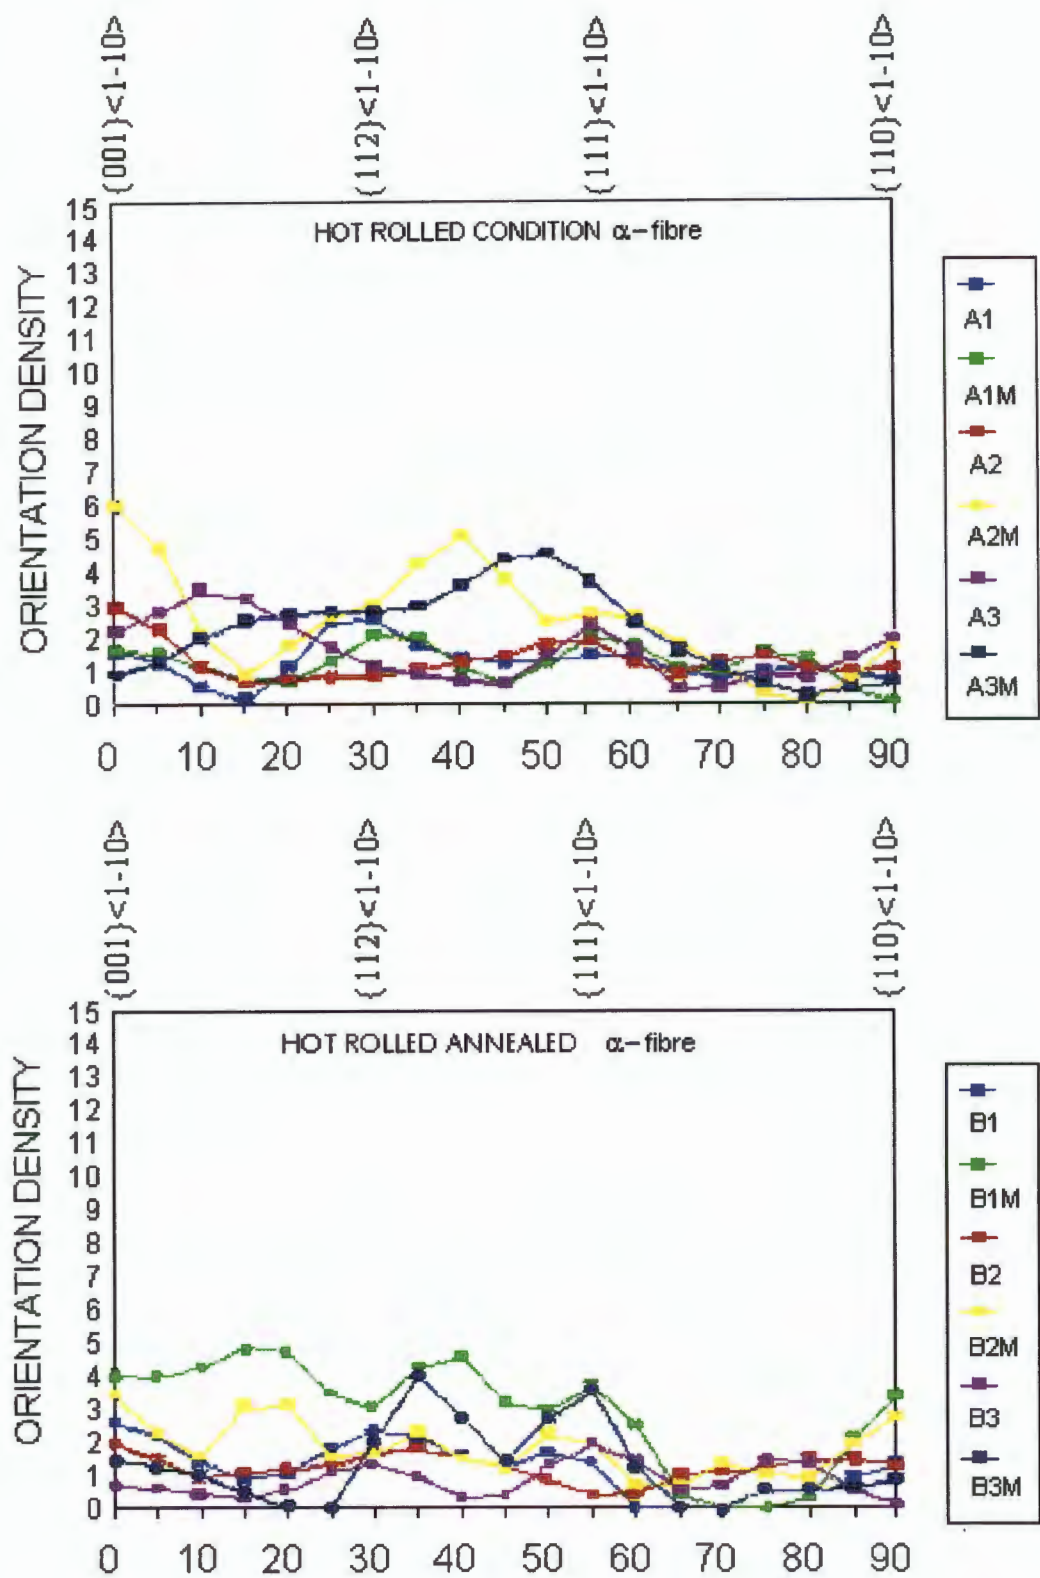 {001}<1-10>
{112}<1-10>
{111}<1-10>
{110}<1-10>
HOT ROLLED CONDITION α-fibre
ORIENTATION DENSITY
15
14
13
12
11
10
9
8
7
6
5
4
3
2
1
0
0 10 20 30 40 50 60 70 80 90
A1
A1M
A2
A2M
A3
A3M
{001}<1-10>
{112}<1-10>
{111}<1-10>
{110}<1-10>
HOT ROLLED ANNEALED α-fibre
ORIENTATION DENSITY
15
14
13
12
11
10
9
8
7
6
5
4
3
2
1
0
0 10 20 30 40 50 60 70 80 90
B1
B1M
B2
B2M
B3
B3M